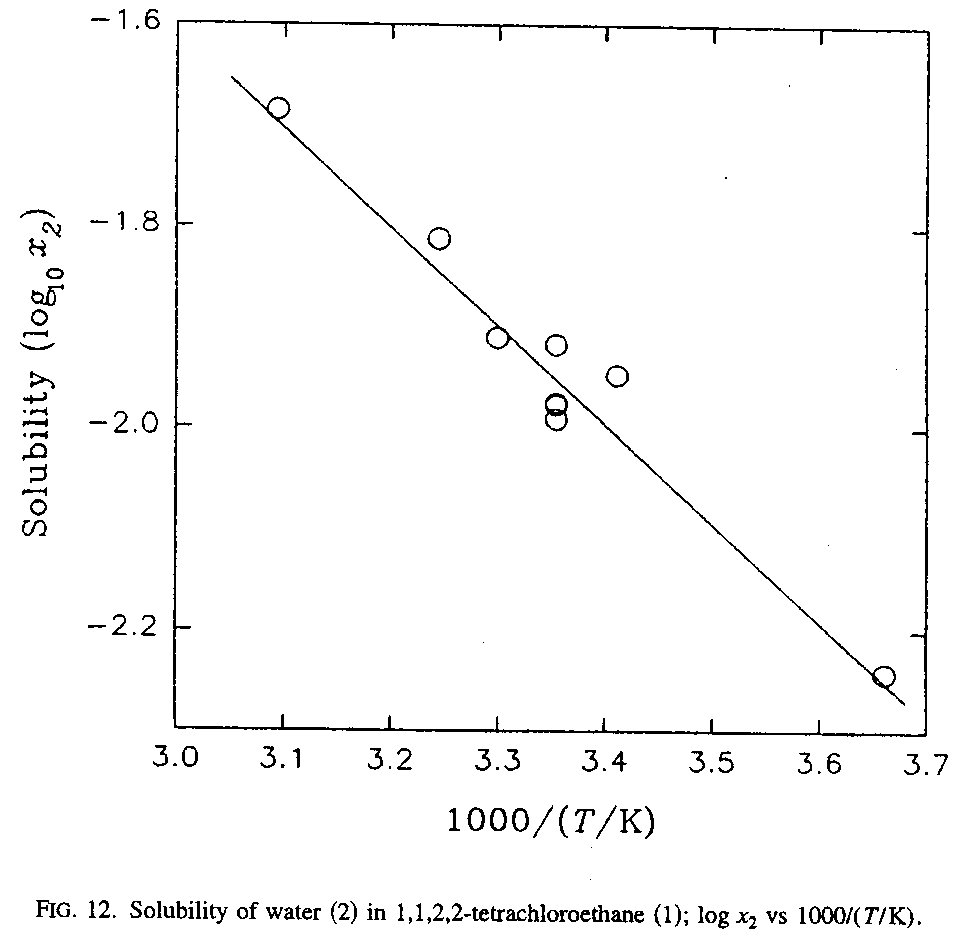 −1.6
−1.8
−2.0
−2.2
Solubility (log₁₀ x₂)
3.0 3.1 3.2 3.3 3.4 3.5 3.6 3.7
1000/(T/K)
FIG. 12. Solubility of water (2) in 1,1,2,2-tetrachloroethane (1); log x₂ vs 1000/(T/K).